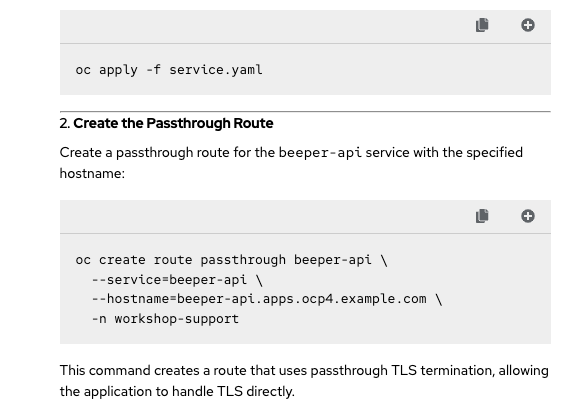 oc apply -f service.yaml
2. Create the Passthrough Route
Create a passthrough route for the beeper-api service with the specified
hostname:
oc create route passthrough beeper-api \
  --service=beeper-api \
  --hostname=beeper-api.apps.ocp4.example.com \
  -n workshop-support
This command creates a route that uses passthrough TLS termination, allowing
the application to handle TLS directly.